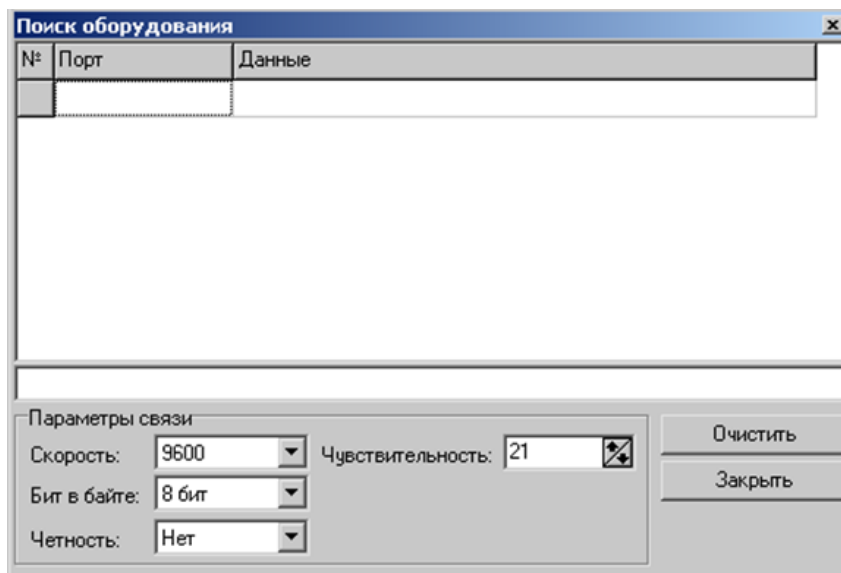 Поиск оборудования
№ Порт Данные
Параметры связи
Скорость: 9600 Чувствительность: 21
Бит в байте: 8 бит
Четность: Нет
Очистить
Закрыть